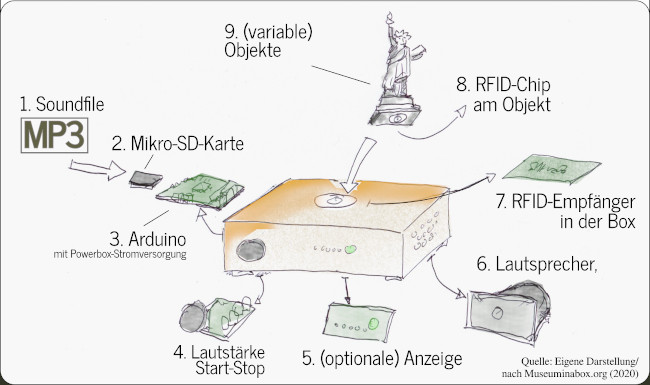 9. (variable)
Objekte
8. RFID-Chip
am Objekt
1. Soundfile
MP3
2. Mikro-SD-Karte
7. RFID-Empfänger
in der Box
3. Arduino
mit Powerbox-Stromversorgung
6. Lautsprecher,
4. Lautstärke
Start-Stop
5. (optionale) Anzeige
Quelle: Eigene Darstellung/
nach Museuminabox.org (2020)